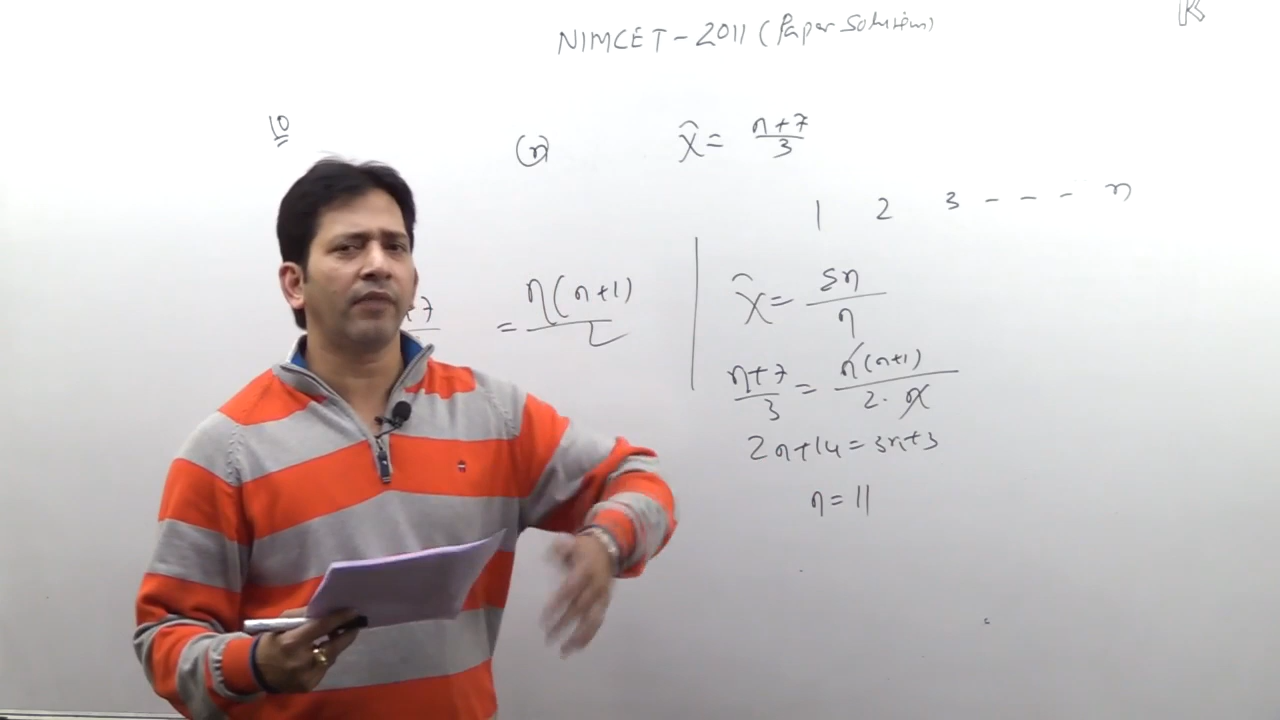 NIMCET - 2011 (Paper Solution)
10
(n)
X̂ = n+7/3
1 2 3 - - - n
+7 = n(n+1)/2
X̂ = Σn/n
n+7/3 = n(n+1)/2.n
2n+14 = 3n+3
n = 11